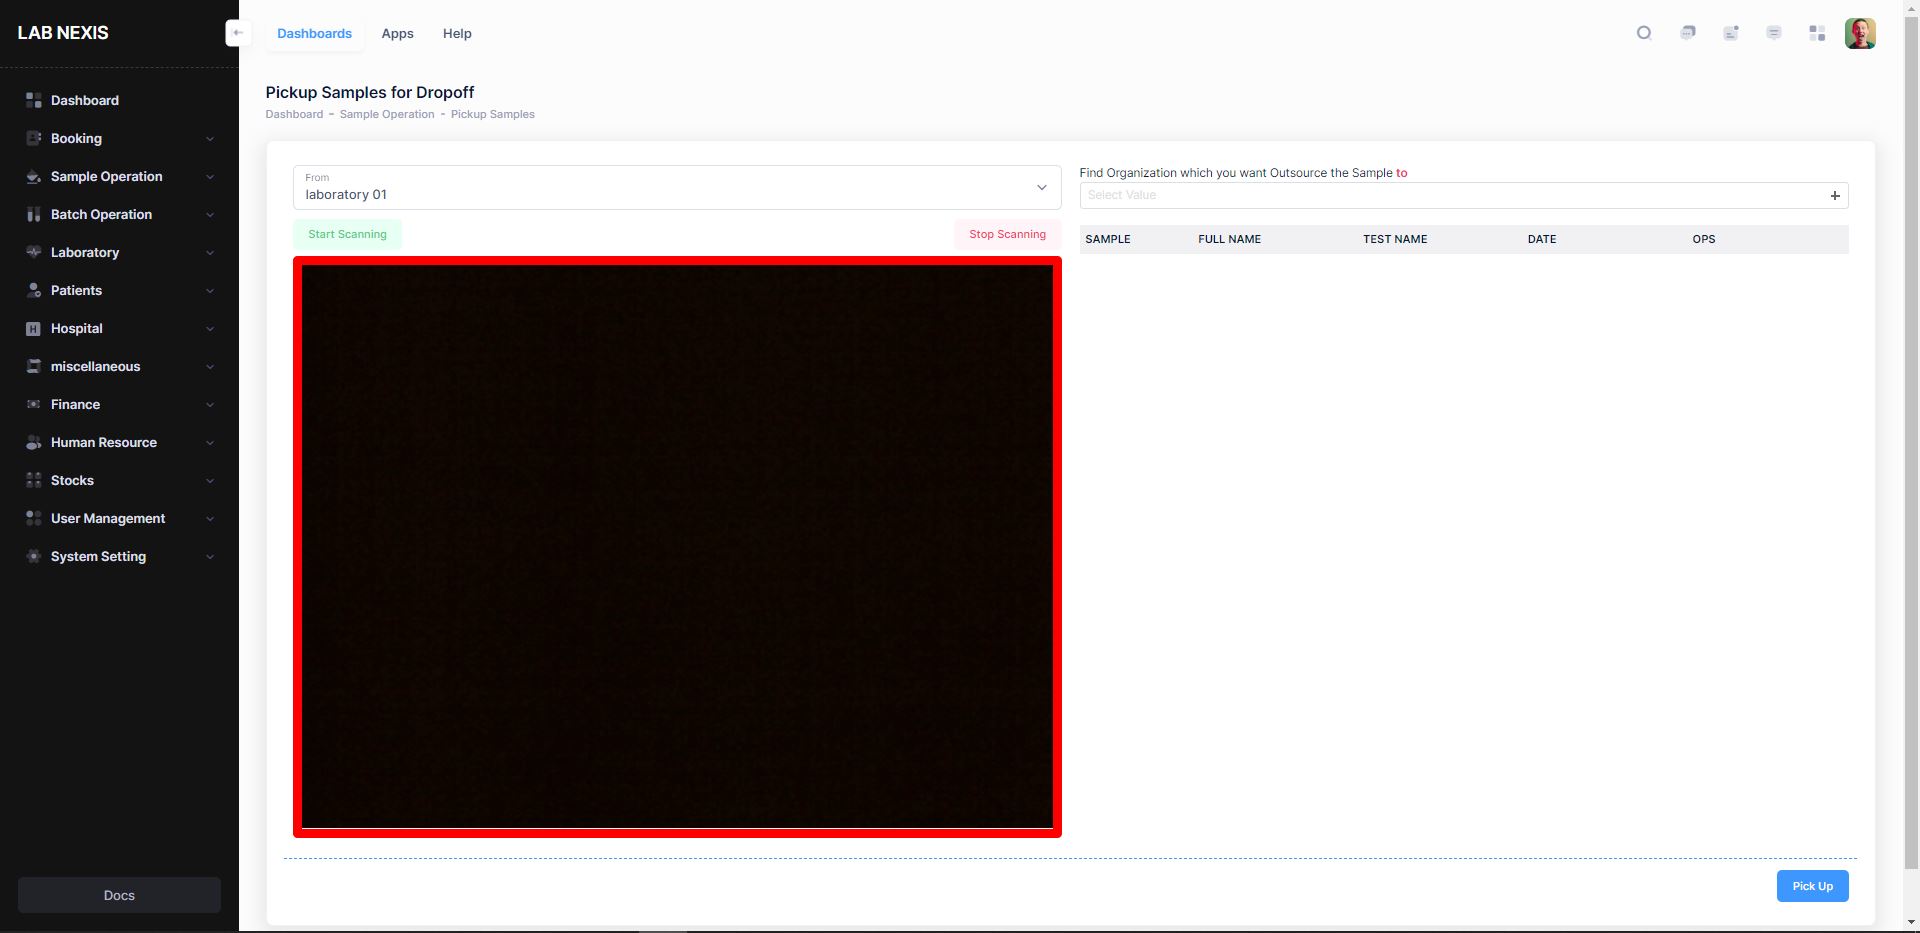 LAB NEXIS
Dashboards
Apps
Help
Dashboard
Booking
Sample Operation
Batch Operation
Laboratory
Patients
H
Hospital
miscellaneous
Finance
Human Resource
Stocks
User Management
System Setting
Docs
Pickup Samples for Dropoff
Dashboard - Sample Operation - Pickup Samples
From
laboratory 01
Start Scanning
Stop Scanning
Find Organization which you want Outsource the Sample to
Select Value
SAMPLE FULL NAME TEST NAME DATE OPS
Pick Up